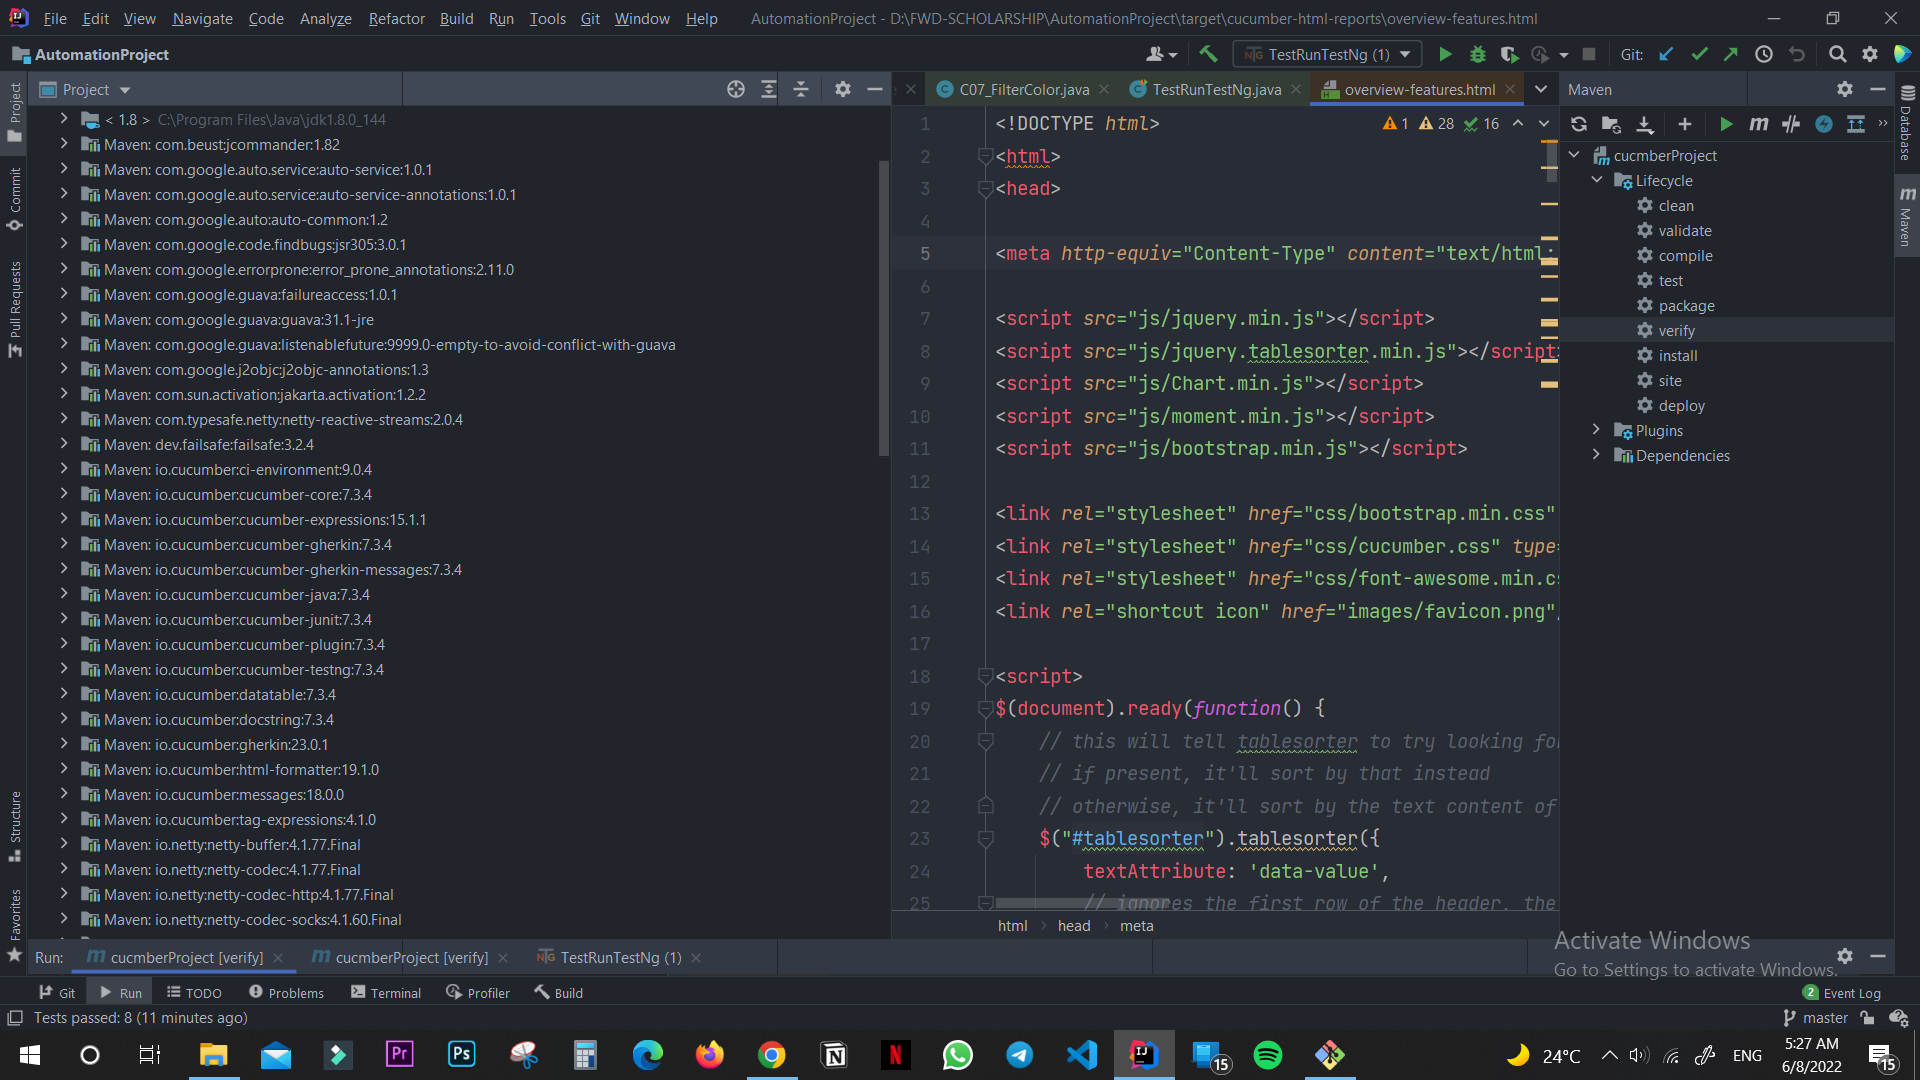 File Edit View Navigate Code Analyze Refactor Build Run Tools Git Window Help AutomationProject - D:\FWD-SCHOLARSHIP\AutomationProject\target\cucumber-html-reports\overview-features.html
AutomationProject
TestRunTestNg (1)
Git:
Project
C07_FilterColor.java
TestRunTestNg.java
overview-features.html
Maven
Project
Commit
Pull Requests
Structure
Favorites
< 1.8 > C:\Program Files\Java\jdk1.8.0_144
Maven: com.beust:jcommander:1.82
Maven: com.google.auto.service:auto-service:1.0.1
Maven: com.google.auto.service:auto-service-annotations:1.0.1
Maven: com.google.auto:auto-common:1.2
Maven: com.google.code.findbugs:jsr305:3.0.1
Maven: com.google.errorprone:error_prone_annotations:2.11.0
Maven: com.google.guava:failureaccess:1.0.1
Maven: com.google.guava:guava:31.1-jre
Maven: com.google.guava:listenablefuture:9999.0-empty-to-avoid-conflict-with-guava
Maven: com.google.j2objc:j2objc-annotations:1.3
Maven: com.sun.activation:jakarta.activation:1.2.2
Maven: com.typesafe.netty:netty-reactive-streams:2.0.4
Maven: dev.failsafe:failsafe:3.2.4
Maven: io.cucumber:ci-environment:9.0.4
Maven: io.cucumber:cucumber-core:7.3.4
Maven: io.cucumber:cucumber-expressions:15.1.1
Maven: io.cucumber:cucumber-gherkin:7.3.4
Maven: io.cucumber:cucumber-gherkin-messages:7.3.4
Maven: io.cucumber:cucumber-java:7.3.4
Maven: io.cucumber:cucumber-junit:7.3.4
Maven: io.cucumber:cucumber-plugin:7.3.4
Maven: io.cucumber:cucumber-testng:7.3.4
Maven: io.cucumber:datatable:7.3.4
Maven: io.cucumber:docstring:7.3.4
Maven: io.cucumber:gherkin:23.0.1
Maven: io.cucumber:html-formatter:19.1.0
Maven: io.cucumber:messages:18.0.0
Maven: io.cucumber:tag-expressions:4.1.0
Maven: io.netty:netty-buffer:4.1.77.Final
Maven: io.netty:netty-codec:4.1.77.Final
Maven: io.netty:netty-codec-http:4.1.77.Final
Maven: io.netty:netty-codec-socks:4.1.60.Final
1 28 16
1 <!DOCTYPE html>
2 <html>
3 <head>
4
5 <meta http-equiv="Content-Type" content="text/html;
6
7 <script src="js/jquery.min.js"></script>
8 <script src="js/jquery.tablesorter.min.js"></script>
9 <script src="js/Chart.min.js"></script>
10 <script src="js/moment.min.js"></script>
11 <script src="js/bootstrap.min.js"></script>
12
13 <link rel="stylesheet" href="css/bootstrap.min.css"
14 <link rel="stylesheet" href="css/cucumber.css" type=
15 <link rel="stylesheet" href="css/font-awesome.min.cs
16 <link rel="shortcut icon" href="images/favicon.png"/
17
18 <script>
19 $(document).ready(function() {
20 // this will tell tablesorter to try looking for
21 // if present, it'll sort by that instead
22 // otherwise, it'll sort by the text content of
23 $("#tablesorter").tablesorter({
24 textAttribute: 'data-value',
25 // ignores the first row of the header, the
html > head > meta
cucmberProject
Lifecycle
clean
validate
compile
test
package
verify
install
site
deploy
Plugins
Dependencies
Database
Maven
Activate Windows
Go to Settings to activate Windows.
Run: cucmberProject [verify] cucmberProject [verify] TestRunTestNg (1)
Git Run TODO Problems Terminal Profiler Build 2 Event Log
Tests passed: 8 (11 minutes ago) master
Pr Ps 15 24°C ENG 5:27 AM
6/8/2022 15